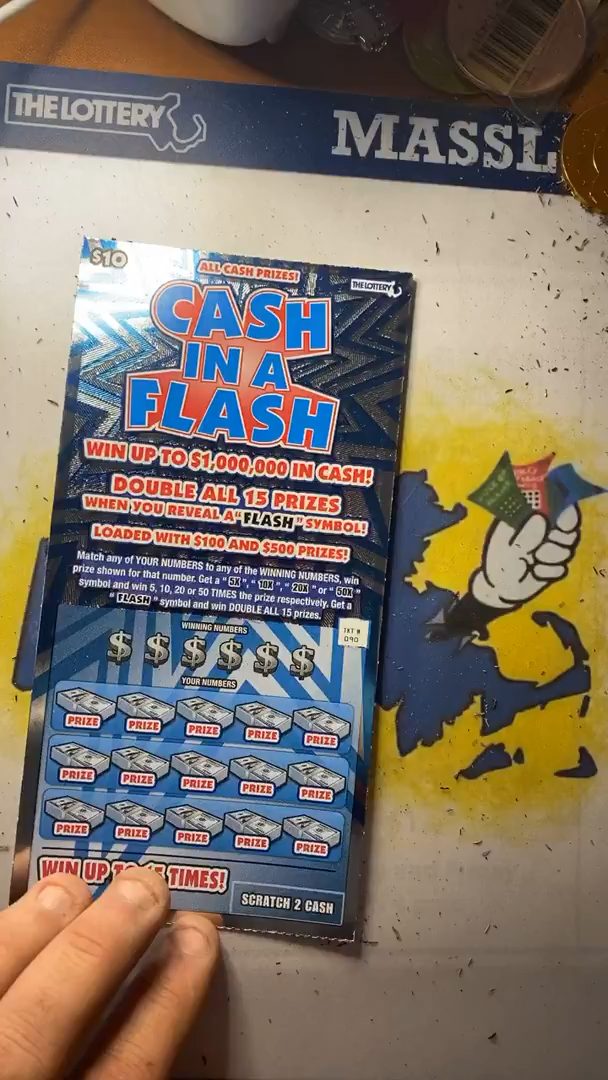 THE LOTTERY
MASSL
$10
ALL CASH PRIZES!
THE LOTTERY
CASH
IN A
FLASH
WIN UP TO $1,000,000 IN CASH!
DOUBLE ALL 15 PRIZES
WHEN YOU REVEAL A "FLASH" SYMBOL!
LOADED WITH $100 AND $500 PRIZES!
Match any of YOUR NUMBERS to any of the WINNING NUMBERS, win
prize shown for that number. Get a "5X", "10X", "20X" or "50X"
symbol and win 5, 10, 20 or 50 TIMES the prize respectively. Get a
"FLASH" symbol and win DOUBLE ALL 15 prizes.
WINNING NUMBERS
TKT #
090
$ $ $ $ $ $
YOUR NUMBERS
PRIZE PRIZE PRIZE PRIZE PRIZE
PRIZE PRIZE PRIZE PRIZE PRIZE
PRIZE PRIZE PRIZE PRIZE PRIZE
WIN UP TO TIMES!
SCRATCH 2 CASH